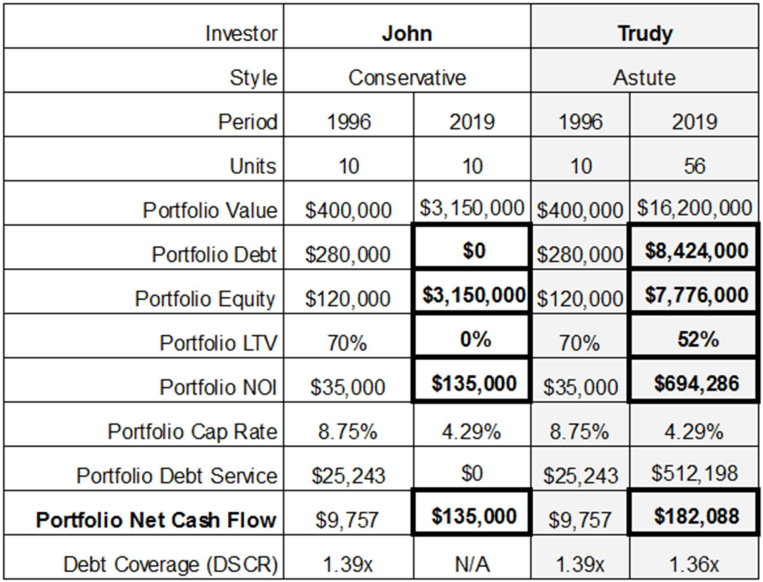 Investor John Trudy
Style Conservative Astute
Period 1996 2019 1996 2019
Units 10 10 10 56
Portfolio Value $400,000 $3,150,000 $400,000 $16,200,000
Portfolio Debt $280,000 $0 $280,000 $8,424,000
Portfolio Equity $120,000 $3,150,000 $120,000 $7,776,000
Portfolio LTV 70% 0% 70% 52%
Portfolio NOI $35,000 $135,000 $35,000 $694,286
Portfolio Cap Rate 8.75% 4.29% 8.75% 4.29%
Portfolio Debt Service $25,243 $0 $25,243 $512,198
Portfolio Net Cash Flow $9,757 $135,000 $9,757 $182,088
Debt Coverage (DSCR) 1.39x N/A 1.39x 1.36x